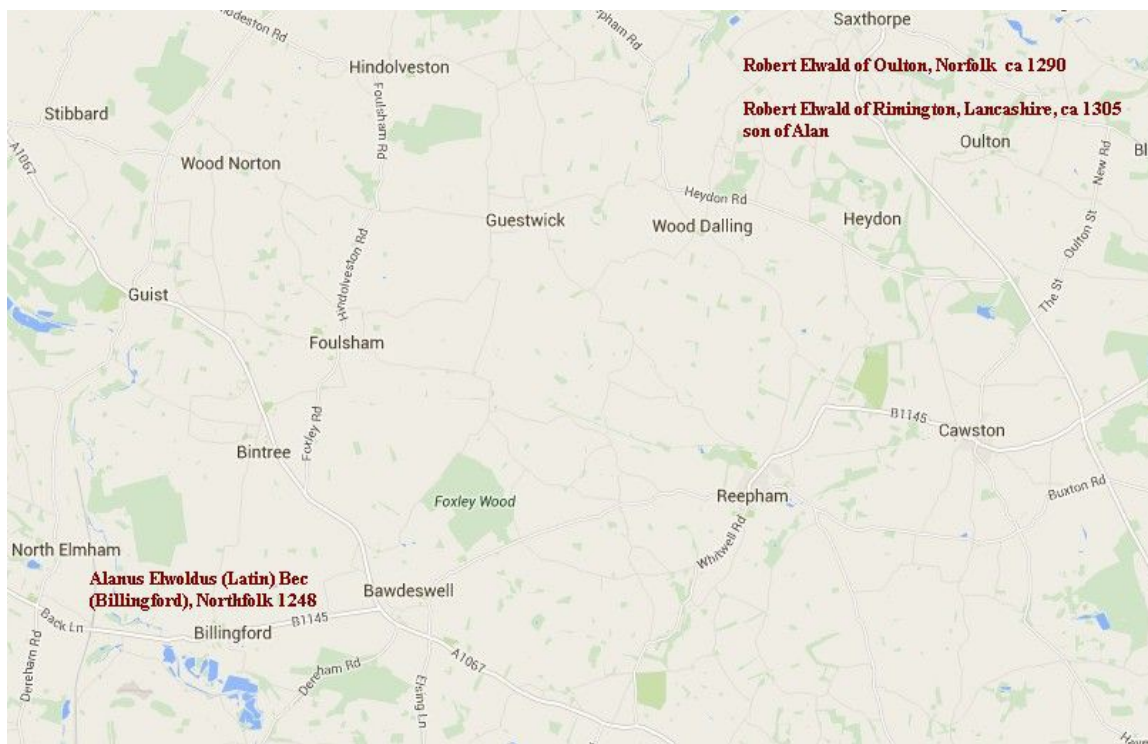 Saxthorpe
Robert Elwald of Oulton, Norfolk ca 1290
Hindolveston
Robert Elwald of Rimington, Lancashire, ca 1305
son of Alan
Stibbard
Foulsham Rd
A1067
Wood Norton
Oulton
New Rd
Heydon Rd
Guestwick
Wood Dalling
Heydon
Oulton St
Hindolveston Rd
Guist
The St
Foulsham
Foxley Rd
B1145
Cawston
Bintree
Reepham
Buxton Rd
Foxley Wood
Whitwell Rd
North Elmham
Alanus Elwoldus (Latin) Bec
(Billingford), Northfolk 1248
Bawdeswell
Back Ln
Billingford
B1145
Dereham Rd
Dereham Rd
A1067
Elsing Ln